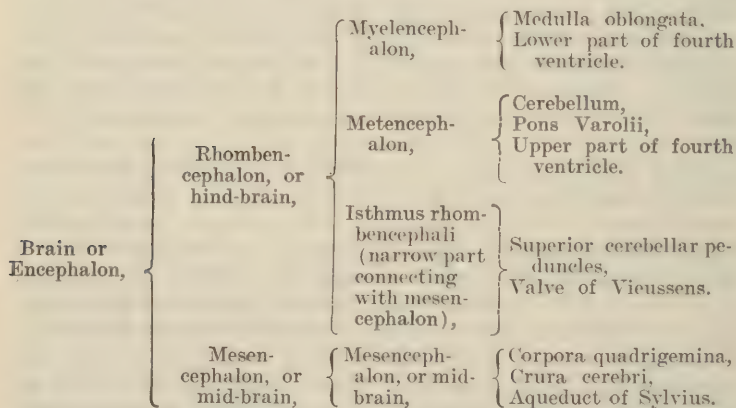 Brain or
Encephalon,
Rhomben-
cephalon, or
hind-brain,
Myelenceph-
alon,
Medulla oblongata.
Lower part of fourth
ventricle.
Metenceph-
alon,
Cerebellum,
Pons Varolii,
Upper part of fourth
ventricle.
Isthmus rhom-
bencephali
(narrow part
connecting
with mesen-
cephalon),
Superior cerebellar pe-
duncles,
Valve of Vieussens.
Mesen-
cephalon, or
mid-brain,
Mesenceph-
alon, or mid-
brain,
Corpora quadrigemina,
Crura cerebri,
Aqueduct of Sylvius.